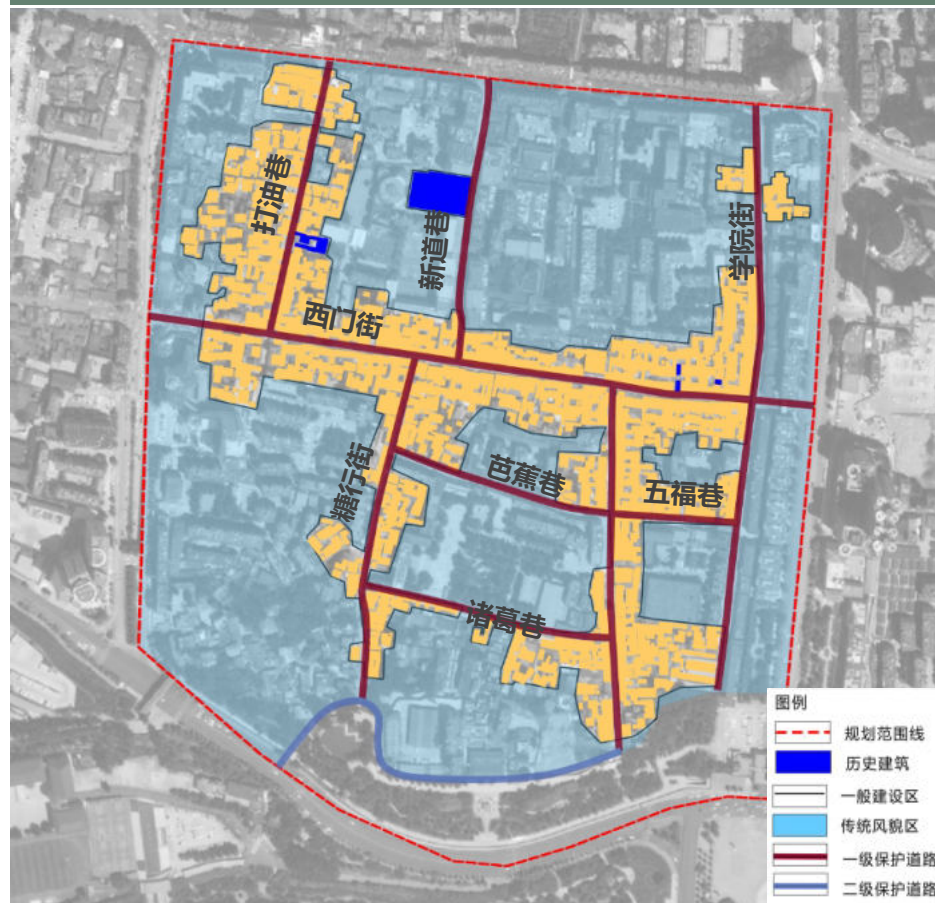 打油巷
新道巷
学院街
西门街
糖行街
芭蕉巷
五福巷
诸葛巷
图例
规划范围线
历史建筑
一般建设区
传统风貌区
一级保护道路
二级保护道路